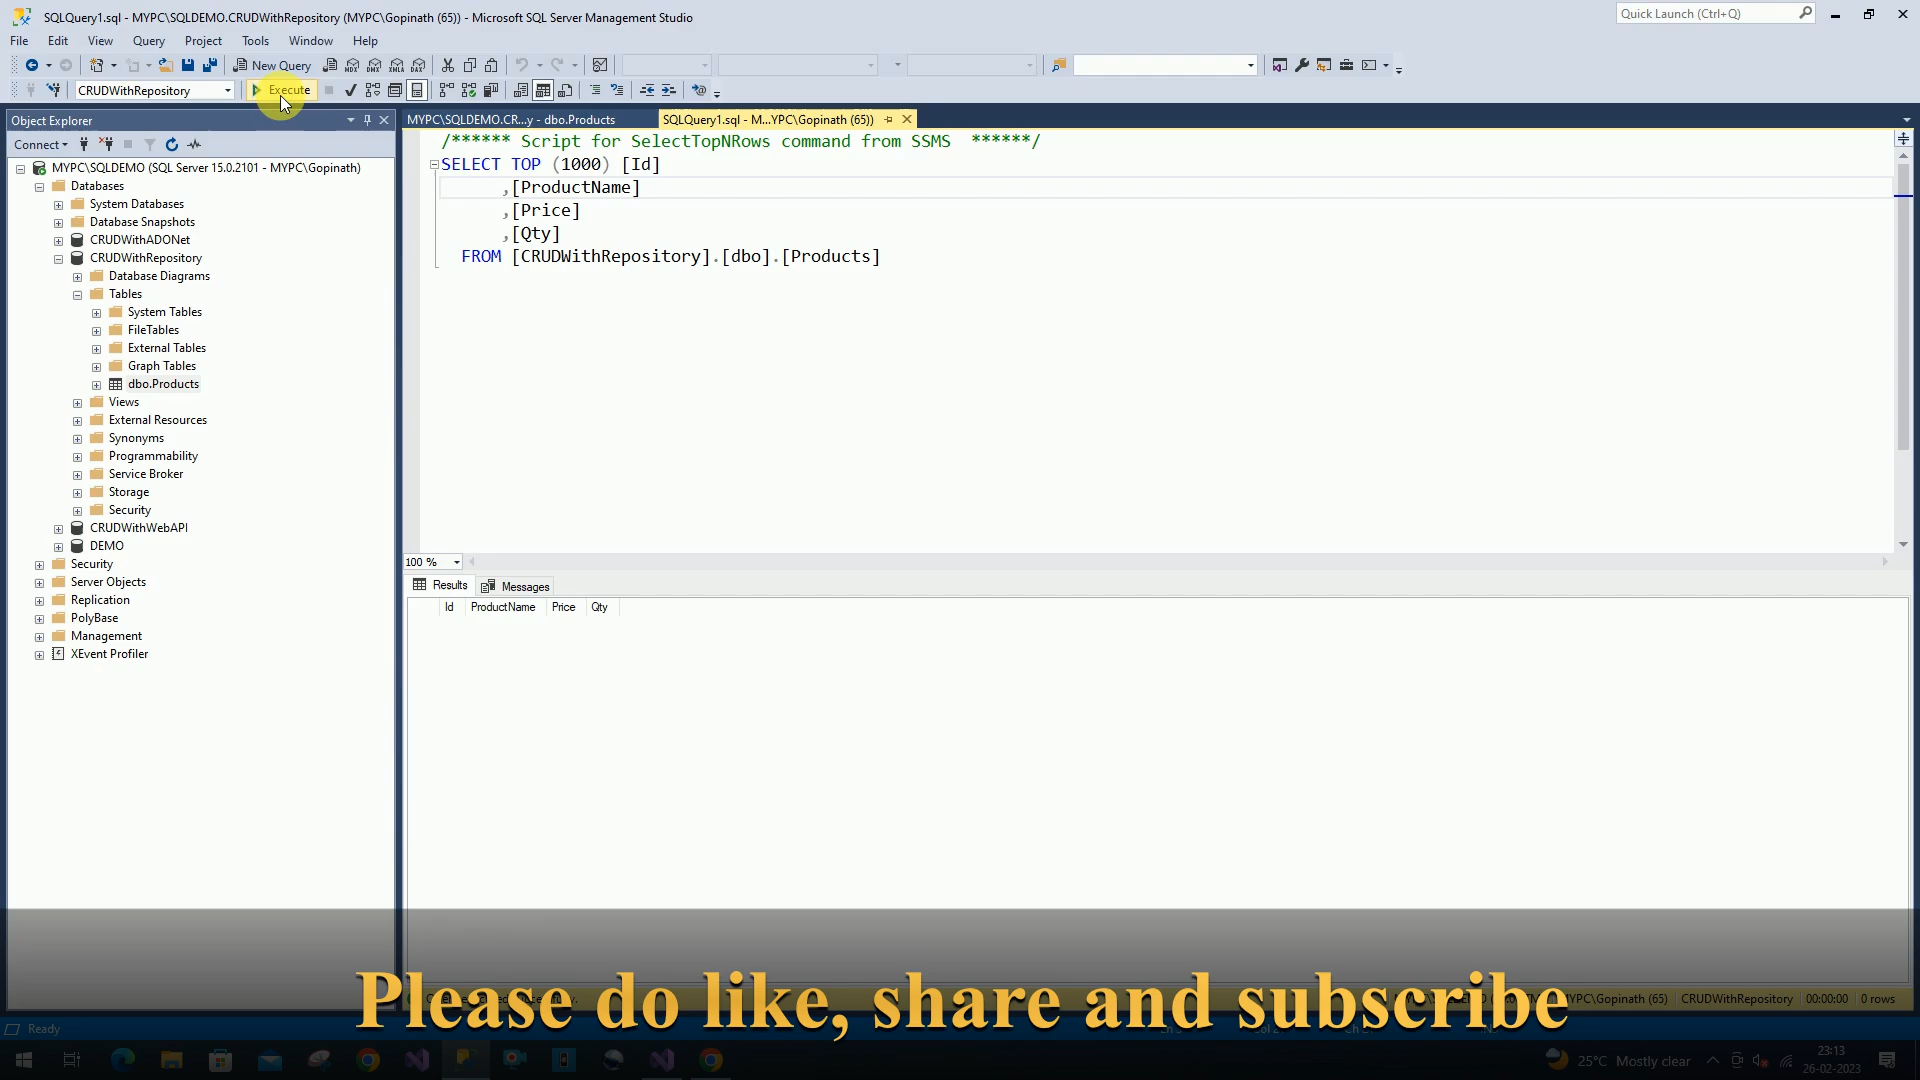 SQLQuery1.sql - MYPC\SQLDEMO.CRUDWithRepository (MYPC\Gopinath (65)) - Microsoft SQL Server Management Studio
Quick Launch (Ctrl+Q)
File Edit View Query Project Tools Window Help
New Query
CRUDWithRepository Execute
Object Explorer
MYPC\SQLDEMO.CR...y - dbo.Products
SQLQuery1.sql - M...YPC\Gopinath (65))
Connect
MYPC\SQLDEMO (SQL Server 15.0.2101 - MYPC\Gopinath)
Databases
System Databases
Database Snapshots
CRUDWithADONet
CRUDWithRepository
Database Diagrams
Tables
System Tables
FileTables
External Tables
Graph Tables
dbo.Products
Views
External Resources
Synonyms
Programmability
Service Broker
Storage
Security
CRUDWithWebAPI
DEMO
Security
Server Objects
Replication
PolyBase
Management
XEvent Profiler
/****** Script for SelectTopNRows command from SSMS ******/
SELECT TOP (1000) [Id]
,[ProductName]
,[Price]
,[Qty]
FROM [CRUDWithRepository].[dbo].[Products]
100 %
Results Messages
Id ProductName Price Qty
Please do like, share and subscribe
MYPC\Gopinath (65) CRUDWithRepository 00:00:00 0 rows
Ready
25°C Mostly clear
23:13
26-02-2023